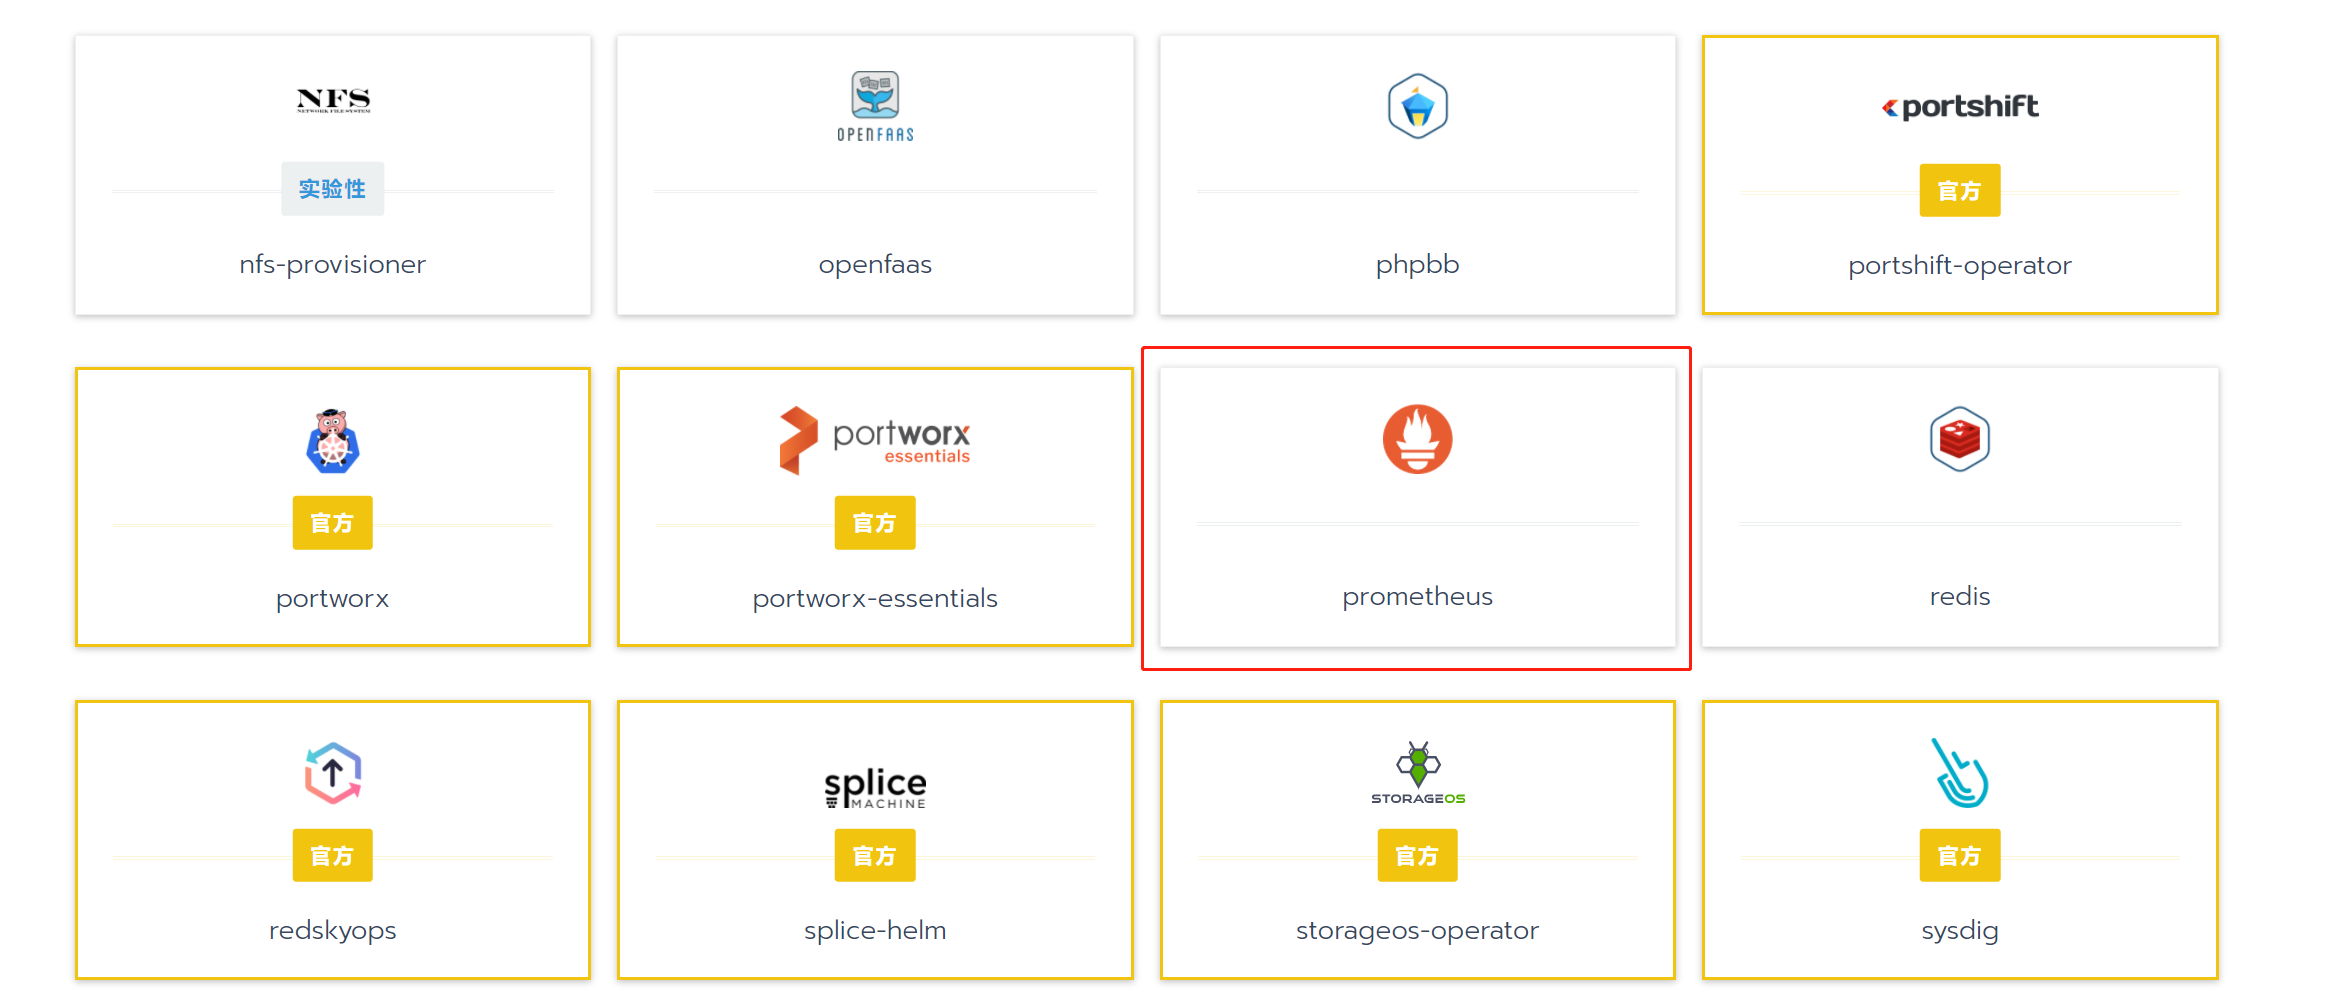 NFS
NETWORK FILE SYSTEM
实验性
nfs-provisioner
OPENFAAS
openfaas
phpbb
portshift
官方
portshift-operator
官方
portworx
portworx
essentials
官方
portworx-essentials
prometheus
redis
官方
redskyops
splice
MACHINE
官方
splice-helm
STORAGEOS
官方
storageos-operator
官方
sysdig